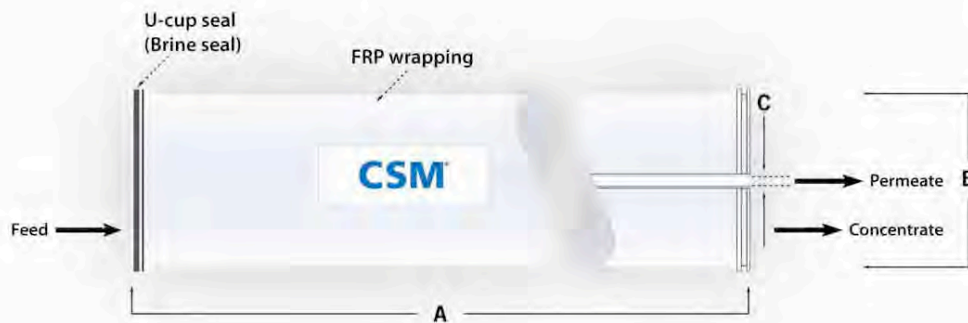 U-cup seal
(Brine seal)
FRP wrapping
C
CSM
Permeate
Feed
Concentrate
A